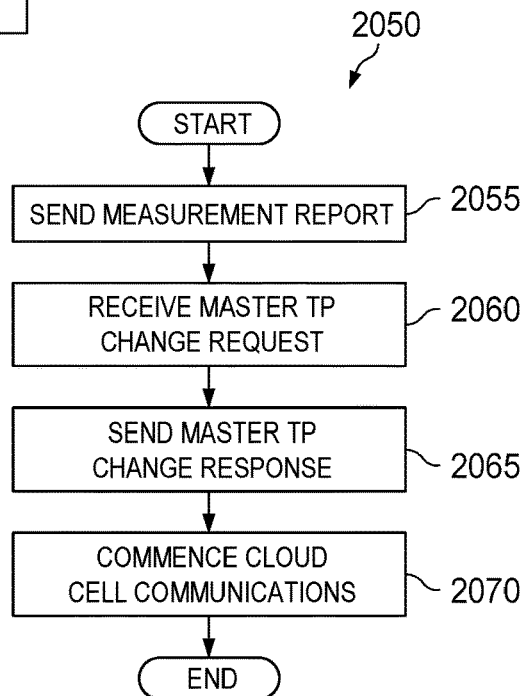 2050
START
SEND MEASUREMENT REPORT
2055
RECEIVE MASTER TP
CHANGE REQUEST
2060
SEND MASTER TP
CHANGE RESPONSE
2065
COMMENCE CLOUD
CELL COMMUNICATIONS
2070
END